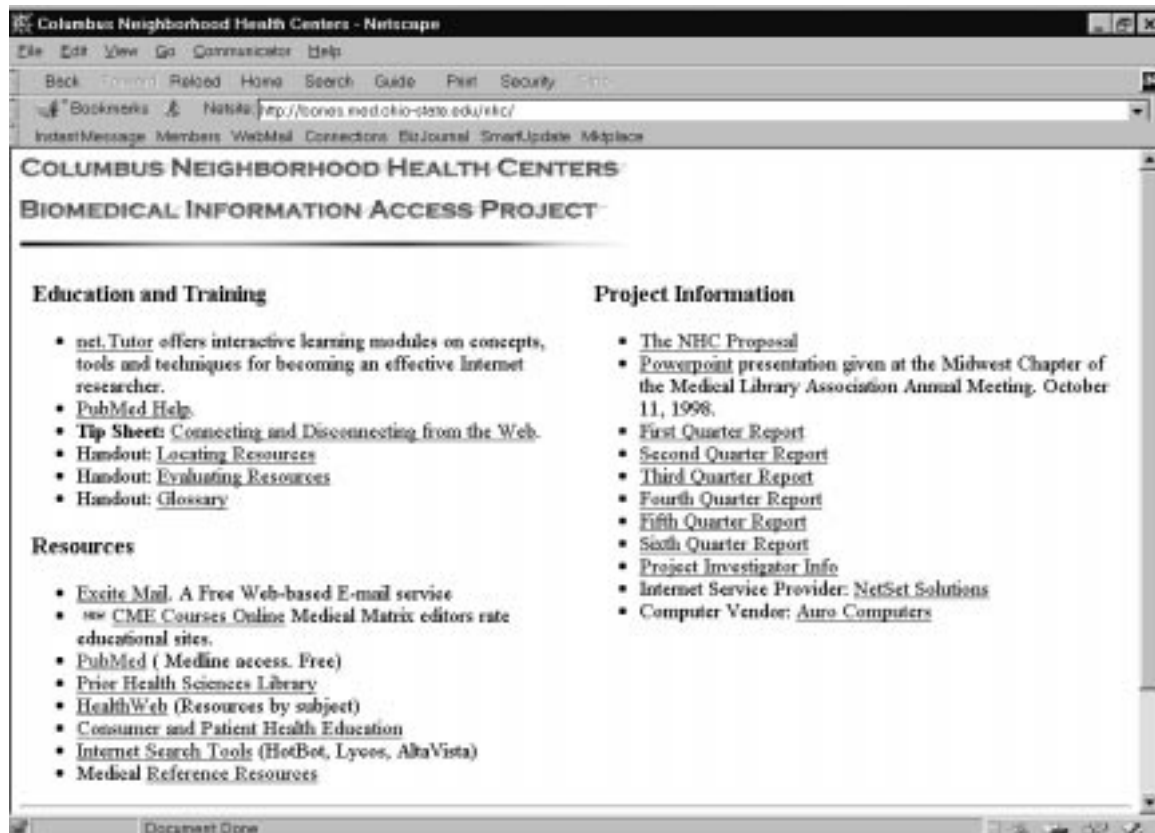 Columbus Neighborhood Health Centers - Netscape
File Edit View Go Communicator Help
Back Forward Reload Home Search Guide Print Security Stop
Bookmarks Netsite: http://bones.med.ohio-state.edu/nhc/
InstantMessage Members WebMail Connections BizJournal SmartUpdate Mktplace
COLUMBUS NEIGHBORHOOD HEALTH CENTERS
BIOMEDICAL INFORMATION ACCESS PROJECT
Education and Training
• net.Tutor offers interactive learning modules on concepts,
tools and techniques for becoming an effective Internet
researcher.
• PubMed Help.
• Tip Sheet: Connecting and Disconnecting from the Web.
• Handout: Locating Resources
• Handout: Evaluating Resources
• Handout: Glossary
Resources
• Excite Mail. A Free Web-based E-mail service
• NEW CME Courses Online Medical Matrix editors rate
educational sites.
• PubMed ( Medline access. Free)
• Prior Health Sciences Library
• HealthWeb (Resources by subject)
• Consumer and Patient Health Education
• Internet Search Tools (HotBot, Lycos, AltaVista)
• Medical Reference Resources
Project Information
• The NHC Proposal
• Powerpoint presentation given at the Midwest Chapter of
the Medical Library Association Annual Meeting. October
11, 1998.
• First Quarter Report
• Second Quarter Report
• Third Quarter Report
• Fourth Quarter Report
• Fifth Quarter Report
• Sixth Quarter Report
• Project Investigator Info
• Internet Service Provider: NetSet Solutions
• Computer Vendor: Auro Computers
Document Done